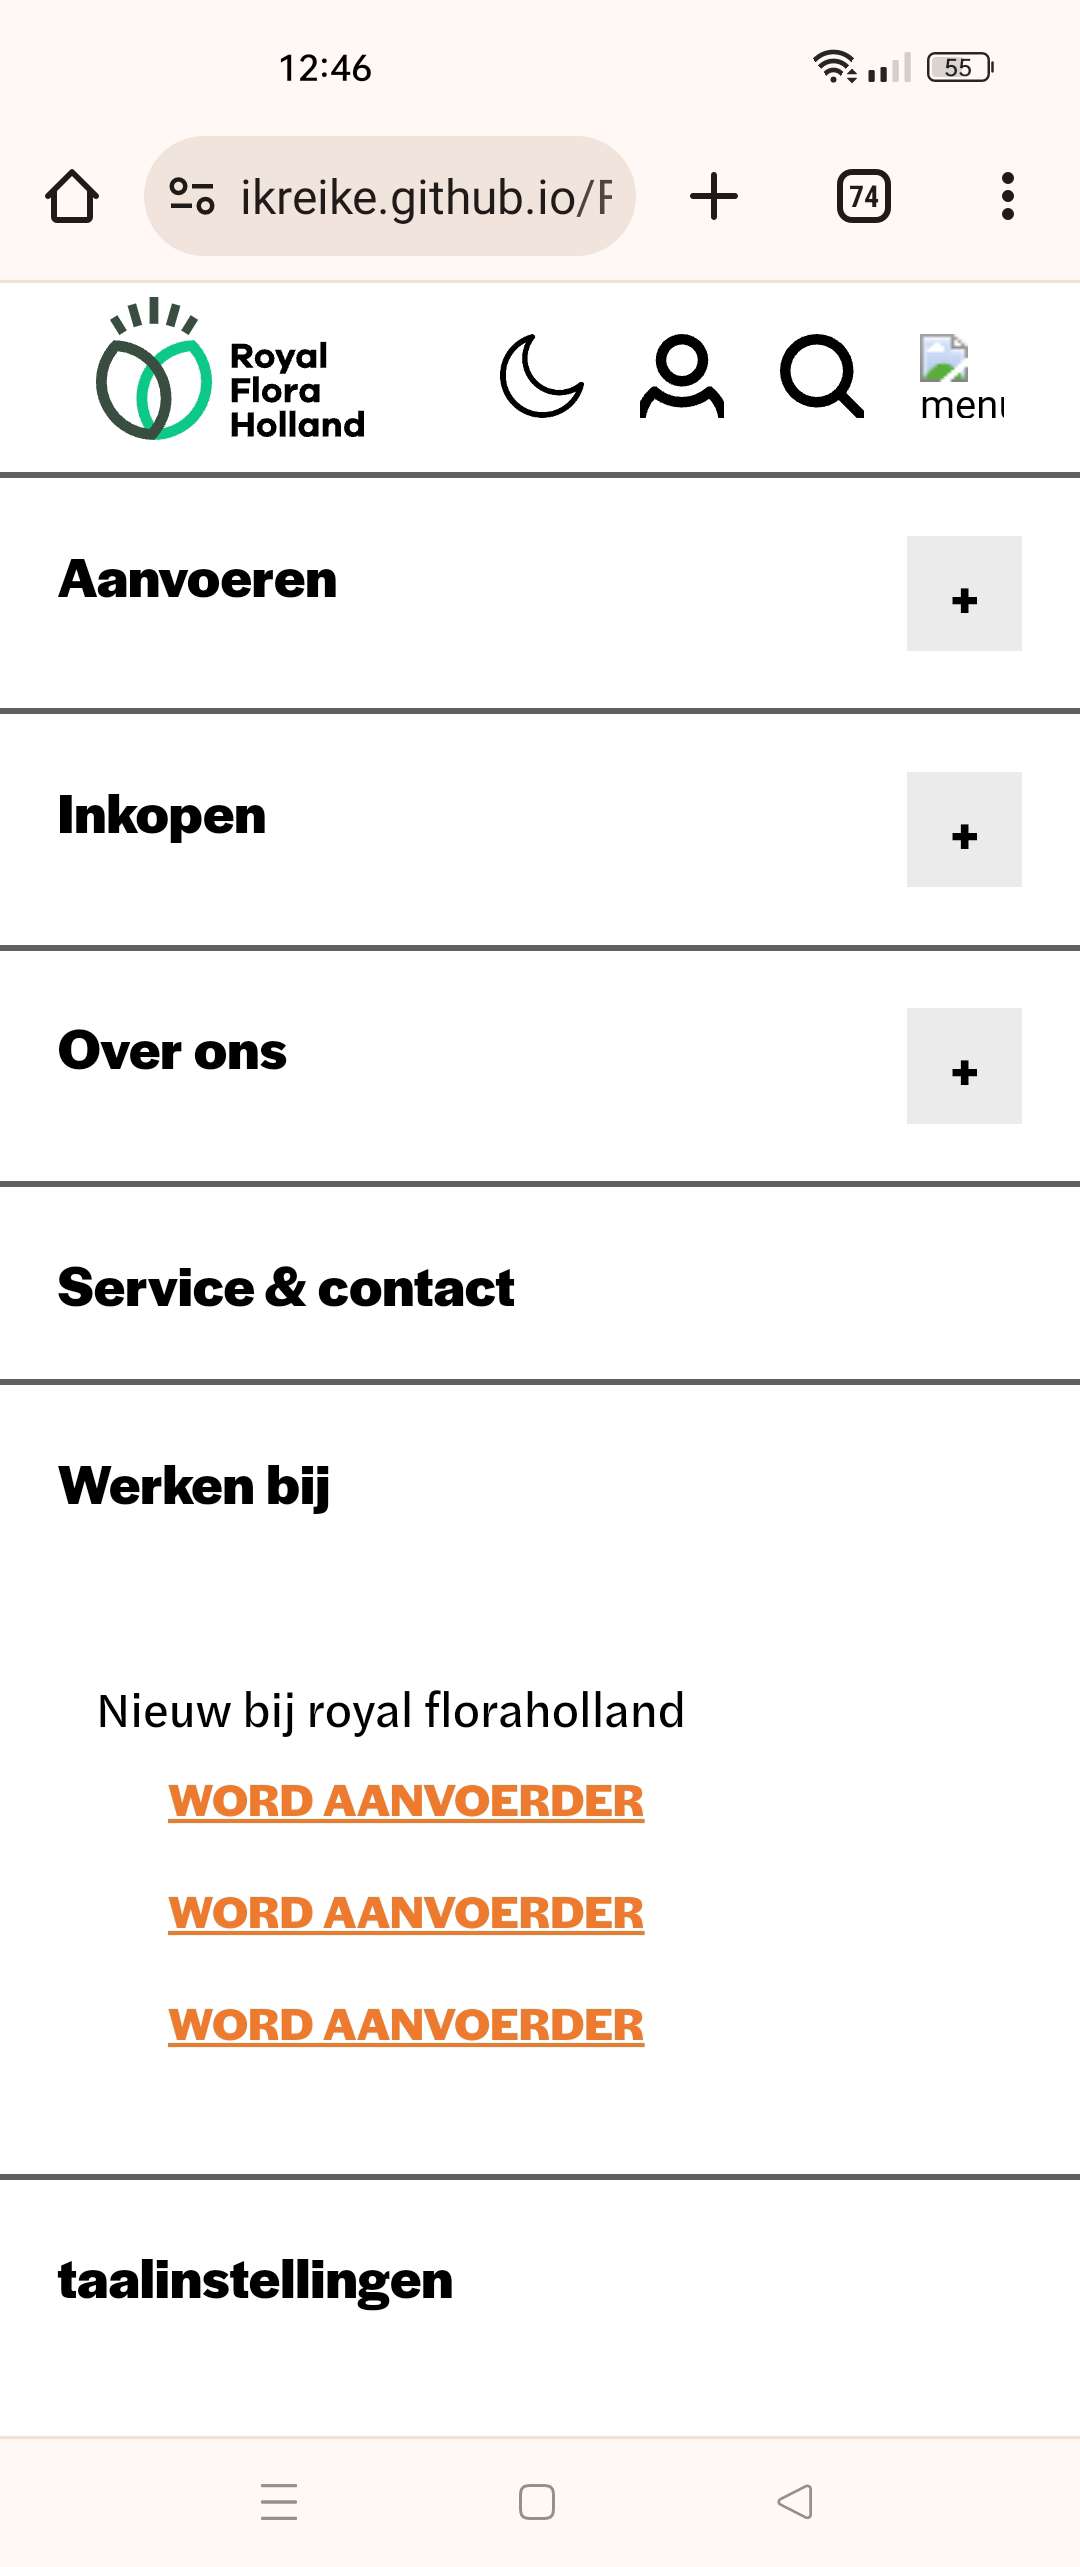 12:46
55
ikreike.github.io/F
74
Royal
Flora
Holland
menu
Aanvoeren
+
Inkopen
+
Over ons
+
Service & contact
Werken bij
Nieuw bij royal floraholland
WORD AANVOERDER
WORD AANVOERDER
WORD AANVOERDER
taalinstellingen